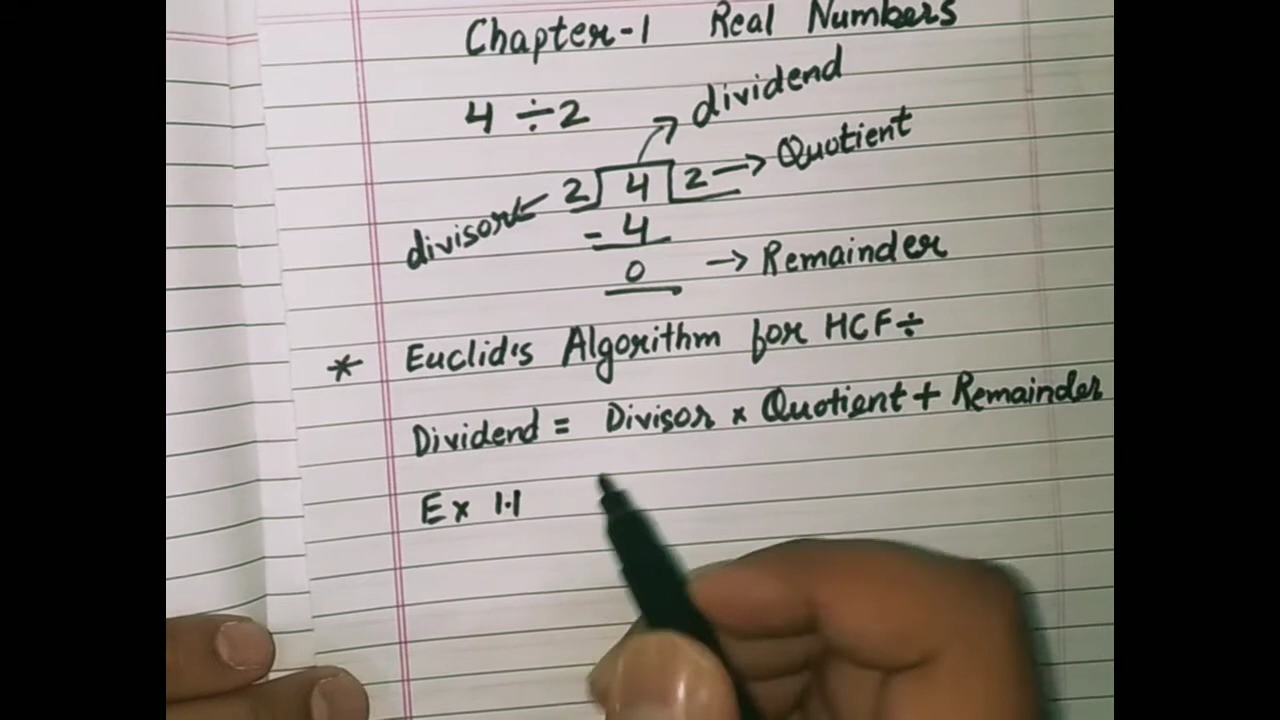 Chapter-1 Real Numbers
4 ÷ 2
dividend
Quotient
2 4 2
divisor
- 4
0 → Remainder
* Euclid's Algorithm for HCF÷
Dividend = Divisor × Quotient + Remainder
Ex 1.1